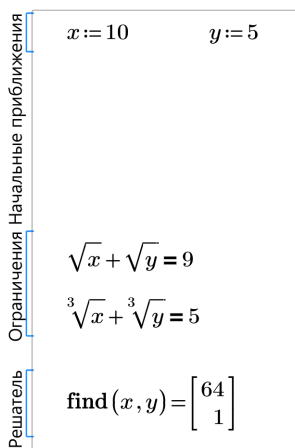 Начальные приближения
x:=10 y:=5
Ограничения
√x + √y = 9
∛x + ∛y = 5
Решатель
find(x, y) = [64 1]